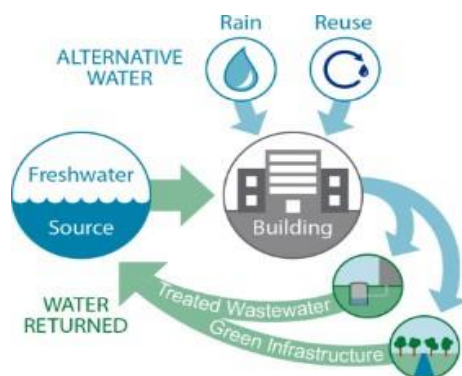 Rain
Reuse
ALTERNATIVE
WATER
Freshwater
Source
Building
Treated Wastewater
Green Infrastructure
WATER
RETURNED